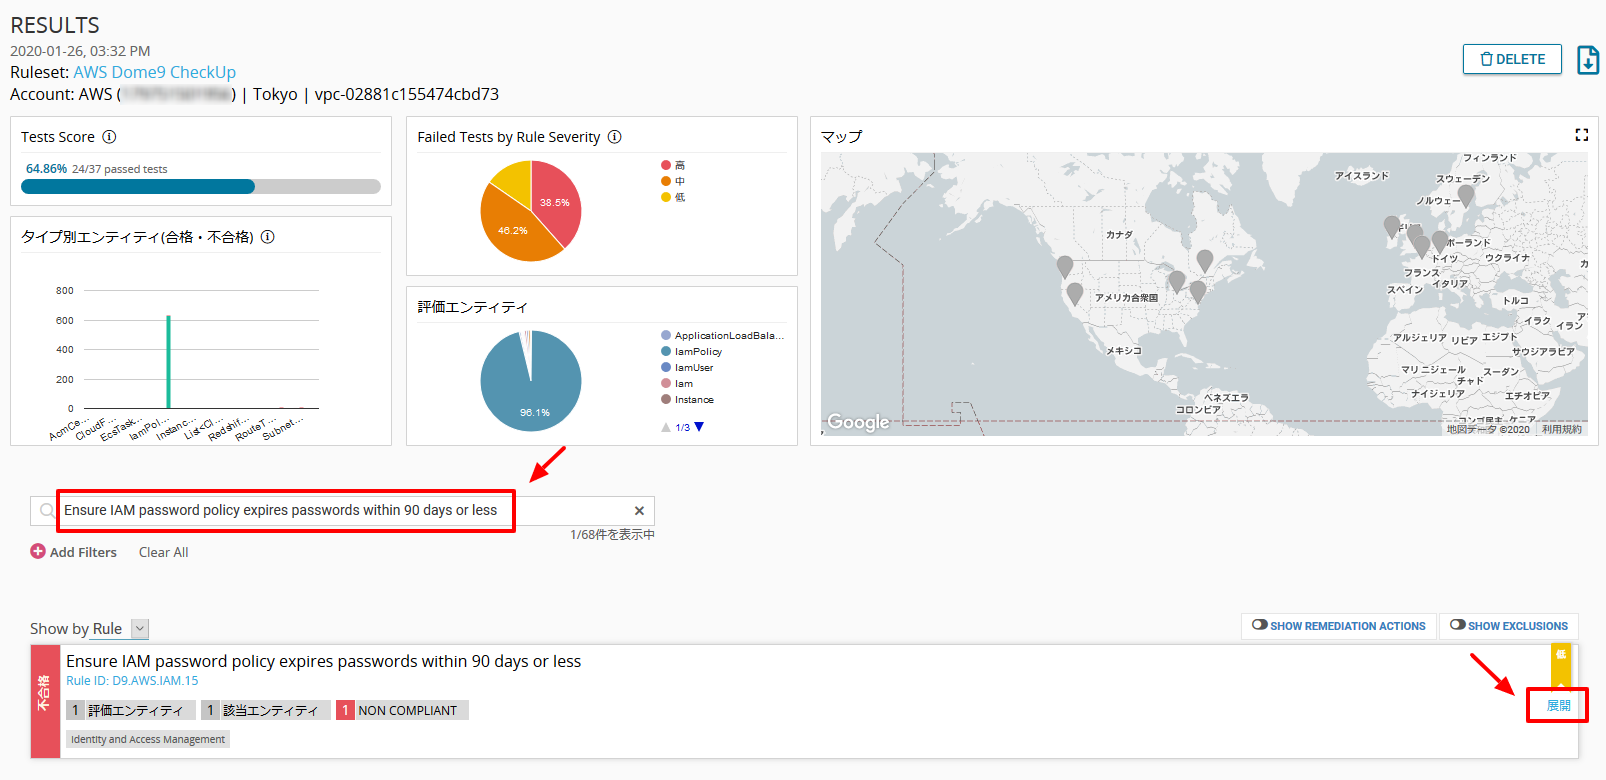 RESULTS
2020-01-26, 03:32 PM
Ruleset: AWS Dome9 CheckUp
Account: AWS ( ) | Tokyo | vpc-02881c155474cbd73
DELETE
Tests Score
64.86% 24/37 passed tests
タイプ別エンティティ(合格・不合格)
800
600
400
200
0
AcmCe...
CloudF...
EcsTask...
IamPol...
Instanc...
List<Cl...
Redshif...
RouteT...
Subnet...
Failed Tests by Rule Severity
38.5%
46.2%
高
中
低
評価エンティティ
96.1%
ApplicationLoadBala...
IamPolicy
IamUser
Iam
Instance
1/3
マップ
フィンランド
アイスランド
スウェーデン
ノルウェー
カナダ
ポーランド
ドイツ
ウクライナ
フランス
スペイン
イタリア
アメリカ合衆国
トルコ
イラク
イラン
メキシコ
アルジェリア
リビア
エジプト
サウジアラビア
マリ
ニジェール
チャド
スーダン
ナイジェリア
エチオピア
ベネズエラ
コロンビア
Google
地図データ ©2020
利用規約
Ensure IAM password policy expires passwords within 90 days or less
1/68件を表示中
Add Filters
Clear All
Show by Rule
SHOW REMEDIATION ACTIONS
SHOW EXCLUSIONS
不合格
Ensure IAM password policy expires passwords within 90 days or less
Rule ID: D9.AWS.IAM.15
1 評価エンティティ
1 該当エンティティ
1 NON COMPLIANT
Identity and Access Management
低
展開